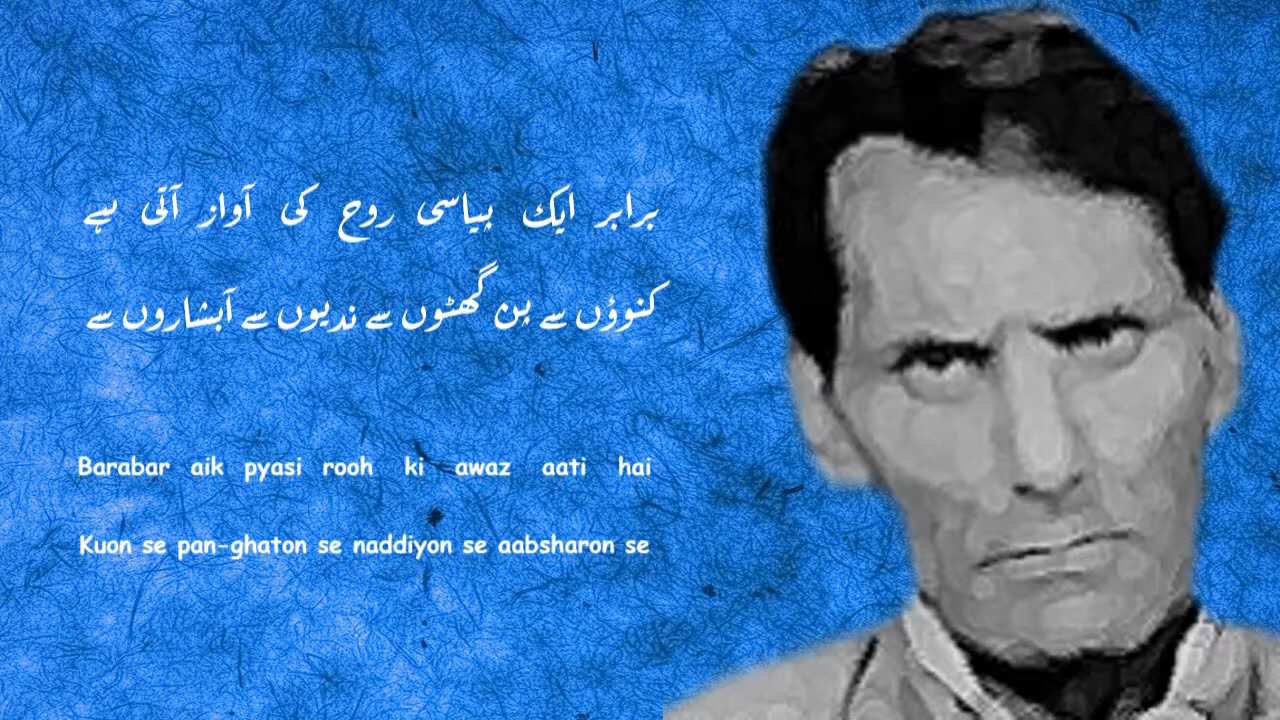 برابر ایک پیاسی روح کی آواز آتی ہے
کنوؤں سے پن گھٹوں سے ندیوں سے آبشاروں سے
Barabar aik pyasi rooh ki awaz aati hai
Kuon se pan-ghaton se naddiyon se aabsharon se